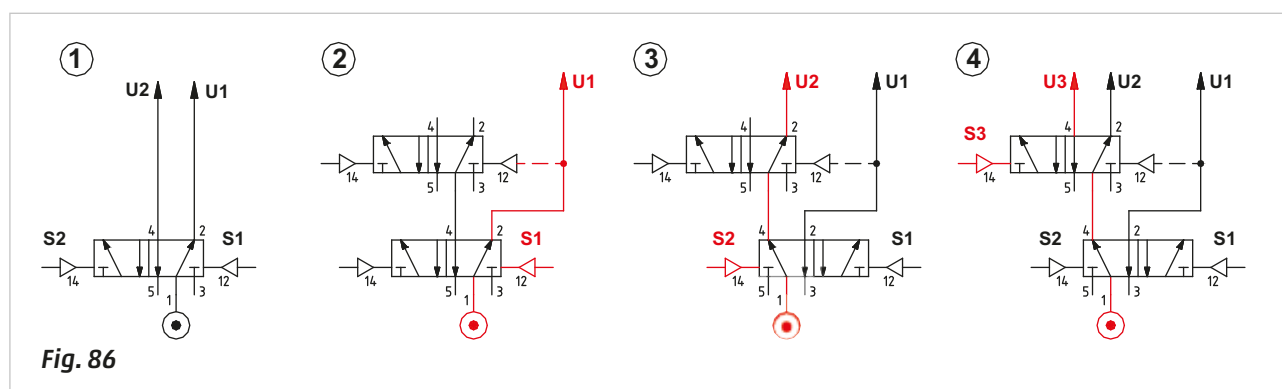 1 2 3 4
U2 U1 U1 U2 U1 U3 U2 U1
4 2 4 2 S3 4 2
14 5 3 12 14 5 3 12 14 5 3 12
S2 4 2 S1 4 2 S1 S2 4 2 S1 S2 4 2 S1
14 5 3 12 14 5 3 12 14 5 3 12 14 5 3 12
1 1 1 1
Fig. 86